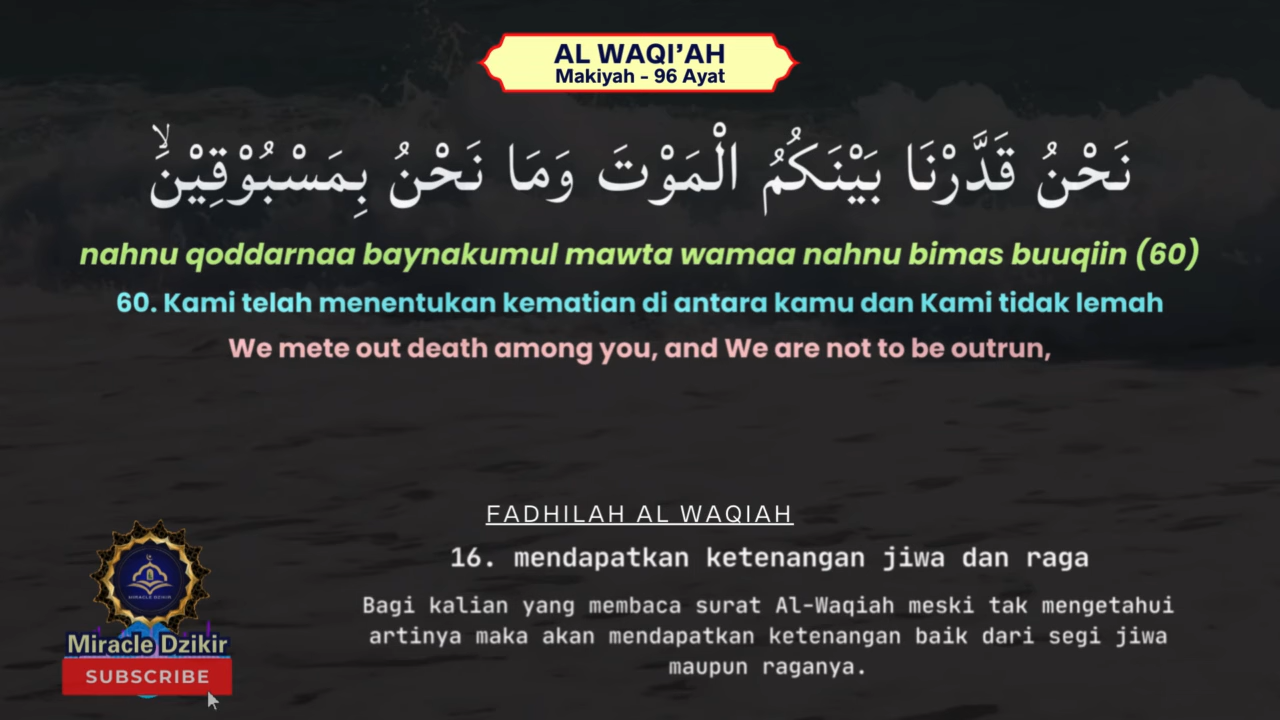 AL WAQI’AH
Makiyah - 96 Ayat
نَحْنُ قَدَّرْنَا بَيْنَكُمُ الْمَوْتَ وَمَا نَحْنُ بِمَسْبُوْقِيْنَۙ
nahnu qoddarnaa baynakumul mawta wamaa nahnu bimas buuqiin (60)
60. Kami telah menentukan kematian di antara kamu dan Kami tidak lemah
We mete out death among you, and We are not to be outrun,
FADHILAH AL WAQIAH
16. mendapatkan ketenangan jiwa dan raga
Bagi kalian yang membaca surat Al-Waqiah meski tak mengetahui
artinya maka akan mendapatkan ketenangan baik dari segi jiwa
maupun raganya.
MIRACLE DZIKIR
Miracle Dzikir
SUBSCRIBE